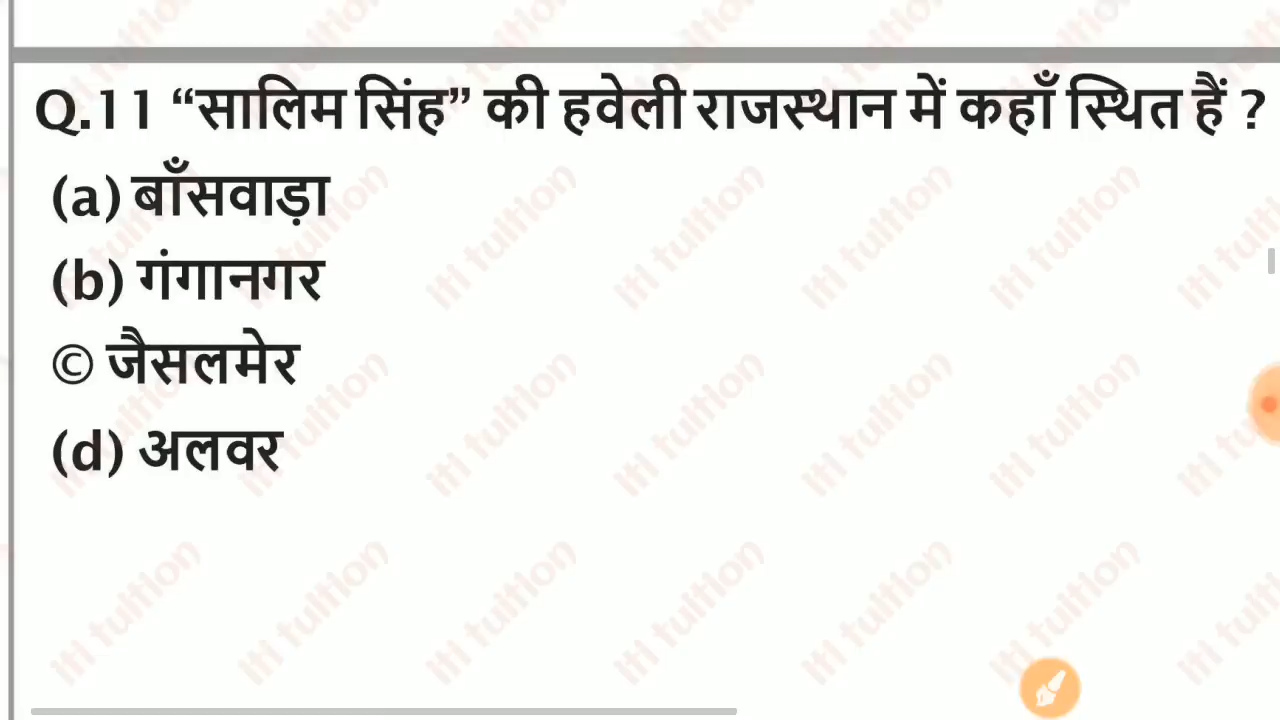 Q.11 “सालिम सिंह” की हवेली राजस्थान में कहाँ स्थित हैं ?
(a) बाँसवाड़ा
(b) गंगानगर
© जैसलमेर
(d) अलवर